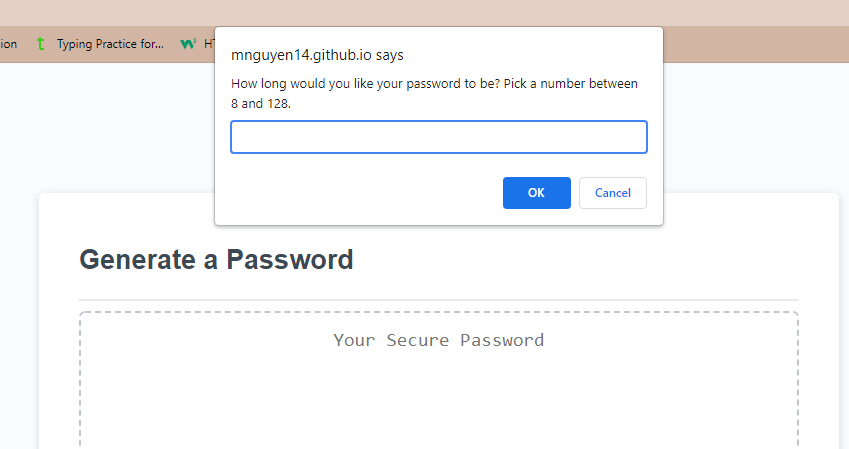 ion
Typing Practice for...
mnguyen14.github.io says
How long would you like your password to be? Pick a number between
8 and 128.
OK
Cancel
Generate a Password
Your Secure Password